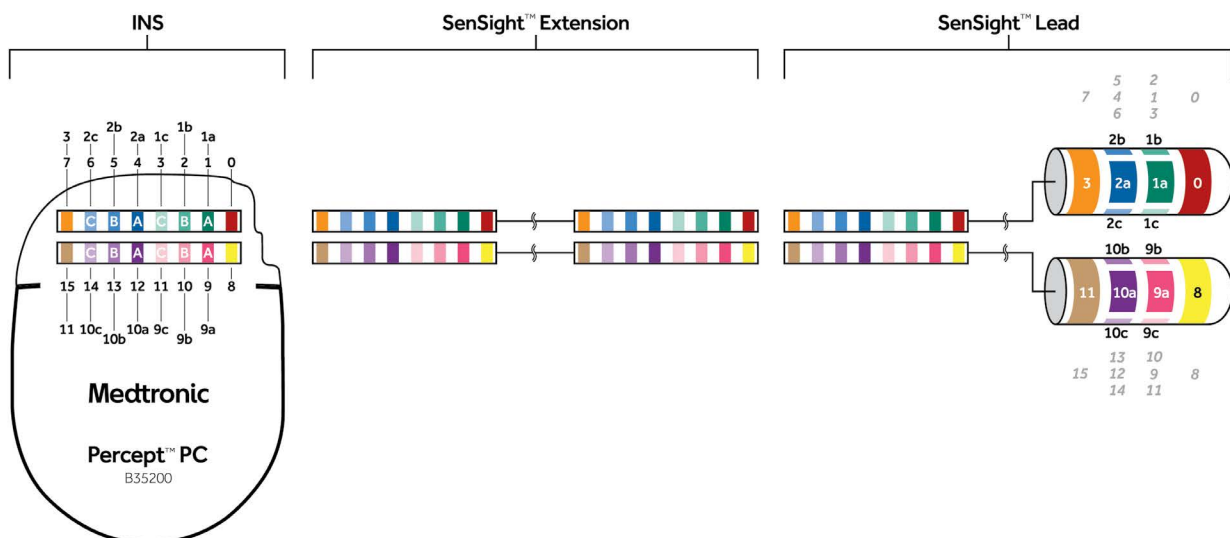 INS
SenSight™ Extension
SenSight™ Lead
3 2c 2b 2a 1c 1b 1a
7 6 5 4 3 2 1 0
C B A C B A
C B A C B A
15 14 13 12 11 10 9 8
11 10c 10b 10a 9c 9b 9a
Medtronic
Percept™ PC
B35200
5 2
7 4 1 0
6 3
2b 1b
3 2a 1a 0
2c 1c
10b 9b
11 10a 9a 8
10c 9c
13 10
15 12 9 8
14 11